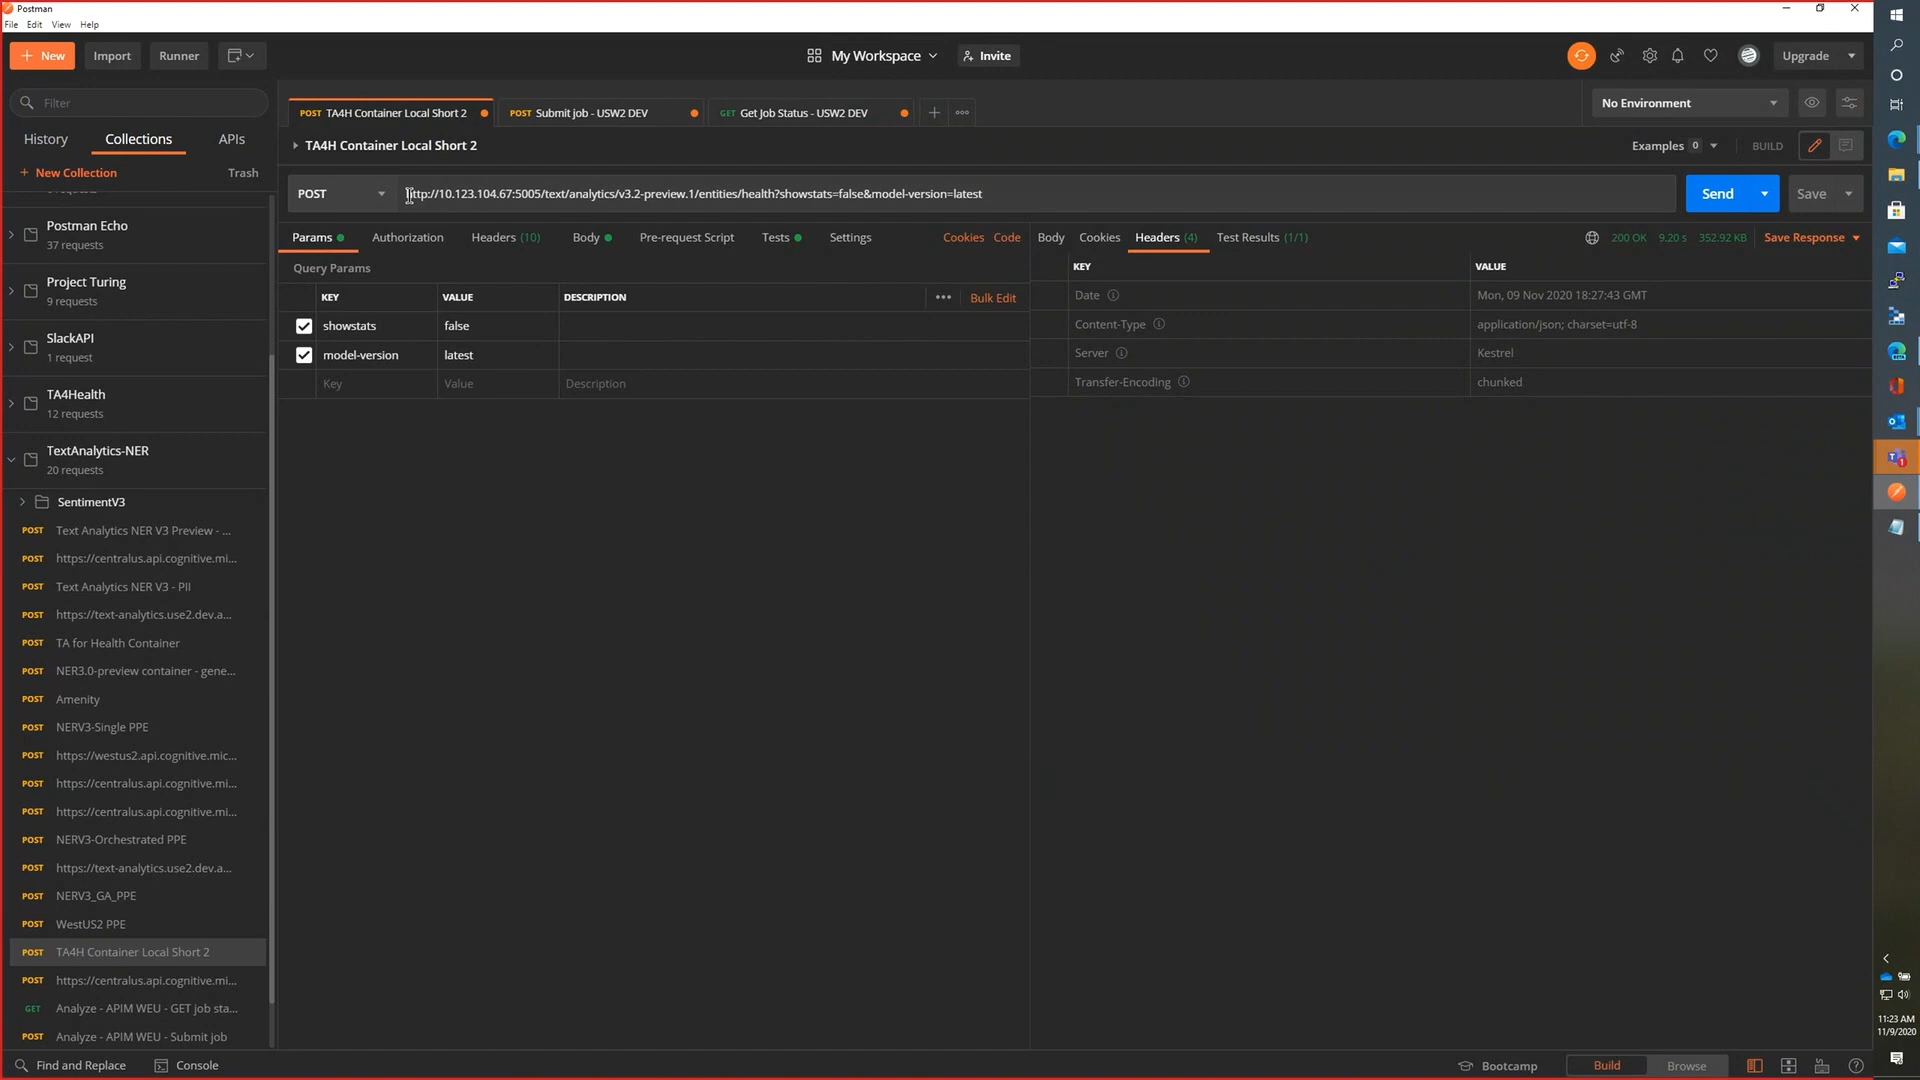 Postman
File Edit View Help
New Import Runner My Workspace Invite Upgrade
Filter
History Collections APIs
New Collection Trash
Postman Echo
37 requests
Project Turing
9 requests
SlackAPI
1 request
TA4Health
12 requests
TextAnalytics-NER
20 requests
SentimentV3
POST Text Analytics NER V3 Preview - ...
POST https://centralus.api.cognitive.mi...
POST Text Analytics NER V3 - PII
POST https://text-analytics.use2.dev.a...
POST TA for Health Container
POST NER3.0-preview container - gene...
POST Amenity
POST NERV3-Single PPE
POST https://westus2.api.cognitive.mic...
POST https://centralus.api.cognitive.mi...
POST https://centralus.api.cognitive.mi...
POST NERV3-Orchestrated PPE
POST https://text-analytics.use2.dev.a...
POST NERV3_GA_PPE
POST WestUS2 PPE
POST TA4H Container Local Short 2
POST https://centralus.api.cognitive.mi...
GET Analyze - APIM WEU - GET job sta...
POST Analyze - APIM WEU - Submit job
POST TA4H Container Local Short 2 POST Submit job - USW2 DEV GET Get Job Status - USW2 DEV No Environment
TA4H Container Local Short 2 Examples 0 BUILD
POST http://10.123.104.67:5005/text/analytics/v3.2-preview.1/entities/health?showstats=false&model-version=latest Send Save
Params Authorization Headers (10) Body Pre-request Script Tests Settings Cookies Code
Query Params
KEY VALUE DESCRIPTION Bulk Edit
showstats false
model-version latest
Key Value Description
Body Cookies Headers (4) Test Results (1/1) 200 OK 9.20 s 352.92 KB Save Response
KEY VALUE
Date Mon, 09 Nov 2020 18:27:43 GMT
Content-Type application/json; charset=utf-8
Server Kestrel
Transfer-Encoding chunked
Find and Replace Console Bootcamp Build Browse
11:23 AM
11/9/2020